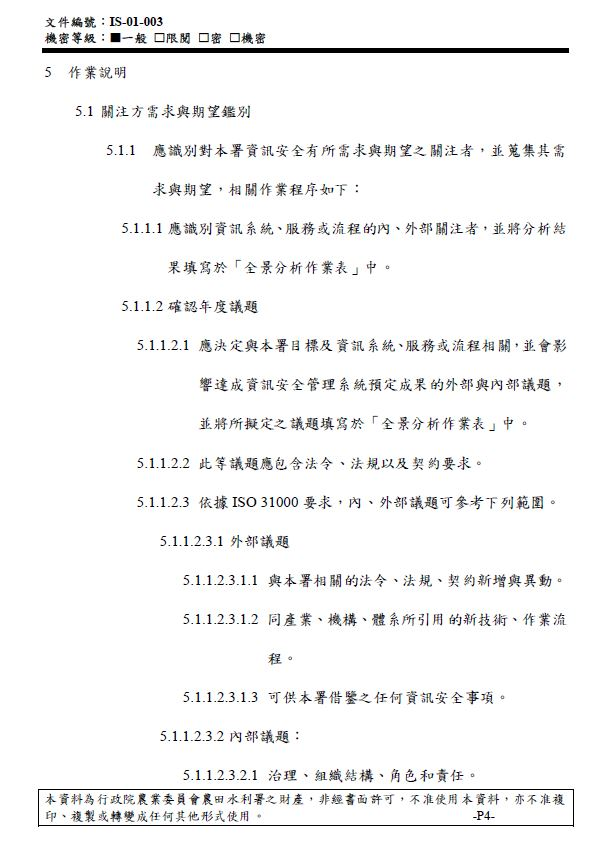 文件編號：IS-01-003
機密等級：■一般 □限閱 □密 □機密
5 作業說明
5.1 關注方需求與期望鑑別
5.1.1 應識別對本署資訊安全有所需求與期望之關注者，並蒐集其需
求與期望，相關作業程序如下：
5.1.1.1 應識別資訊系統、服務或流程的內、外部關注者，並將分析結
果填寫於「全景分析作業表」中。
5.1.1.2 確認年度議題
5.1.1.2.1 應決定與本署目標及資訊系統、服務或流程相關，並會影
響達成資訊安全管理系統預定成果的外部與內部議題，
並將所擬定之議題填寫於「全景分析作業表」中。
5.1.1.2.2 此等議題應包含法令、法規以及契約要求。
5.1.1.2.3 依據 ISO 31000 要求，內、外部議題可參考下列範圍。
5.1.1.2.3.1 外部議題
5.1.1.2.3.1.1 與本署相關的法令、法規、契約新增與異動。
5.1.1.2.3.1.2 同產業、機構、體系所引用的新技術、作業流
程。
5.1.1.2.3.1.3 可供本署借鑒之任何資訊安全事項。
5.1.1.2.3.2 內部議題：
5.1.1.2.3.2.1 治理、組織結構、角色和責任。
本資料為行政院農業委員會農田水利署之財產，非經書面許可，不准使用本資料，亦不准複
印、複製或轉變成任何其他形式使用。 -P4-